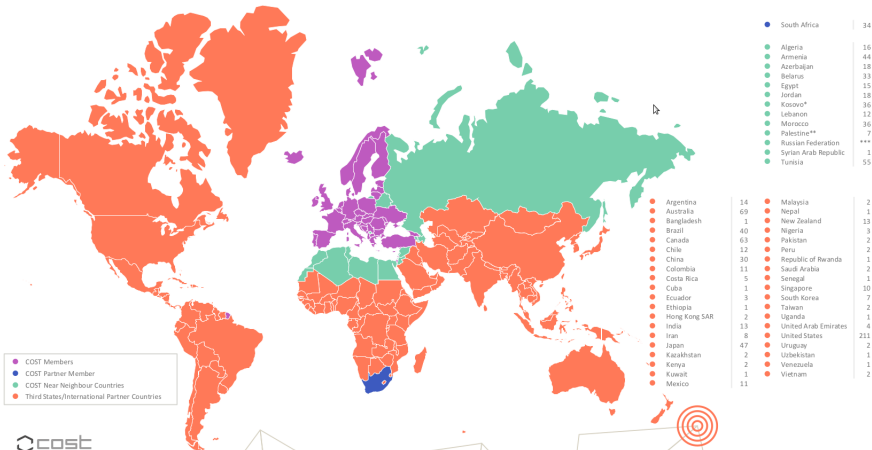 South Africa 34
Algeria 16
Armenia 44
Azerbaijan 18
Belarus 33
Egypt 15
Jordan 18
Kosovo* 36
Lebanon 12
Morocco 36
Palestine** 7
Russian Federation ***
Syrian Arab Republic 1
Tunisia 55
Argentina 14
Australia 69
Bangladesh 1
Brazil 40
Canada 63
Chile 12
China 30
Colombia 11
Costa Rica 5
Cuba 1
Ecuador 3
Ethiopia 1
Hong Kong SAR 2
India 13
Iran 8
Japan 47
Kazakhstan 2
Kenya 2
Kuwait 1
Mexico 11
Malaysia 2
Nepal 1
New Zealand 13
Nigeria 3
Pakistan 2
Peru 2
Republic of Rwanda 1
Saudi Arabia 2
Senegal 1
Singapore 10
South Korea 7
Taiwan 2
Uganda 1
United Arab Emirates 4
United States 211
Uruguay 2
Uzbekistan 1
Venezuela 1
Vietnam 2
COST Members
COST Partner Member
COST Near Neighbour Countries
Third States/International Partner Countries
cost